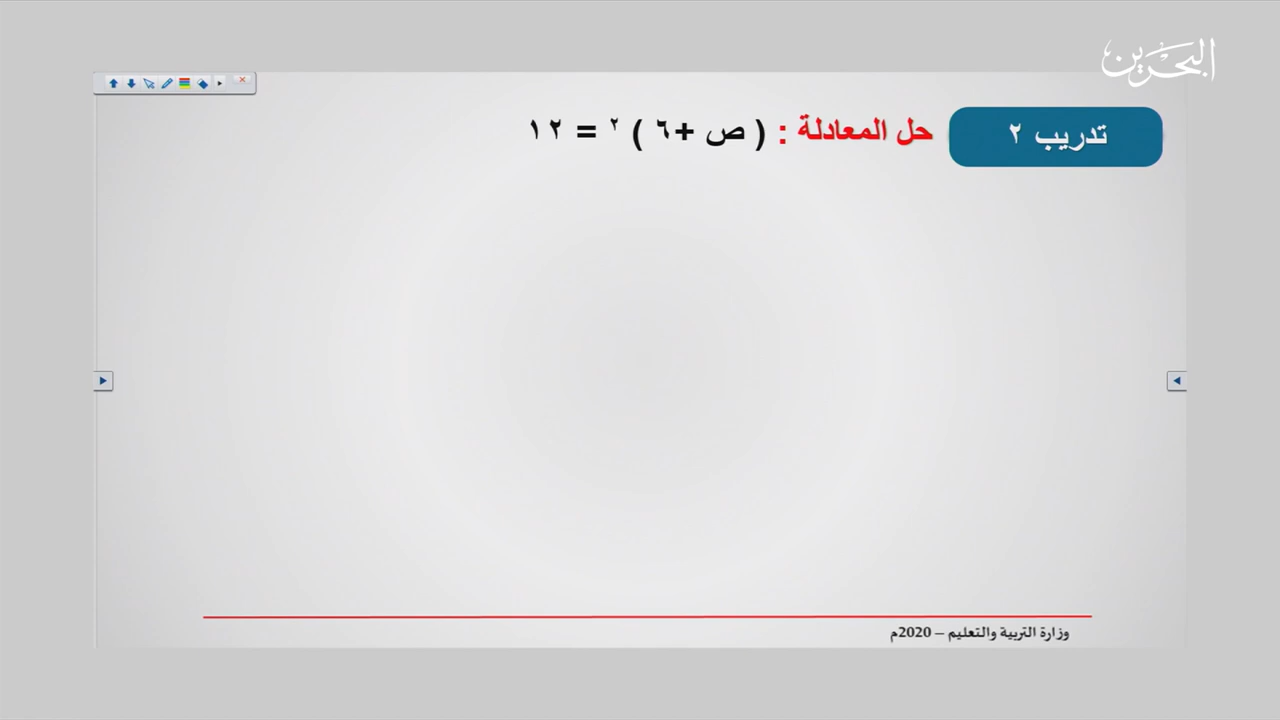 البحرين
تدريب ٢
حل المعادلة : ( ص +٦ ) ٢ = ١٢
وزارة التربية والتعليم – 2020م